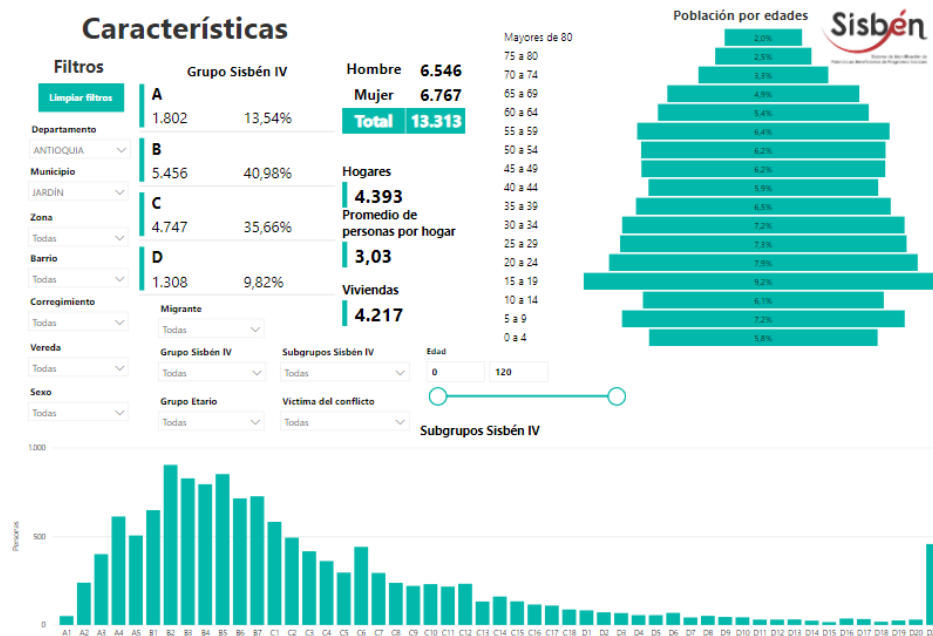 Características
Filtros
Limpiar filtros
Departamento
ANTIOQUIA
Municipio
JARDÍN
Zona
Todas
Barrio
Todas
Corregimiento
Todas
Vereda
Todas
Sexo
Todas
Grupo Sisbén IV
A
1.802 13,54%
B
5.456 40,98%
C
4.747 35,66%
D
1.308 9,82%
Hombre 6.546
Mujer 6.767
Total 13.313
Hogares
4.393
Promedio de
personas por hogar
3,03
Viviendas
4.217
Migrante
Todas
Grupo Sisbén IV
Todas
Subgrupos Sisbén IV
Todas
Grupo Etario
Todas
Victima del conflicto
Todas
Edad
0 120
Población por edades
Sisbén
Mayores de 80 2,0%
75 a 80 2,5%
70 a 74 3,3%
65 a 69 4,9%
60 a 64 5,4%
55 a 59 6,4%
50 a 54 6,2%
45 a 49 6,2%
40 a 44 5,9%
35 a 39 6,5%
30 a 34 7,2%
25 a 29 7,3%
20 a 24 7,9%
15 a 19 9,2%
10 a 14 6,1%
5 a 9 7,2%
0 a 4 5,8%
Subgrupos Sisbén IV
Personas
1.000
500
0
A1 A2 A3 A4 A5 B1 B2 B3 B4 B5 B6 B7 C1 C2 C3 C4 C5 C6 C7 C8 C9 C10 C11 C12 C13 C14 C15 C16 C17 C18 D1 D2 D3 D4 D5 D6 D7 D8 D9 D10 D11 D12 D13 D14 D15 D16 D17 D18 D19 D20